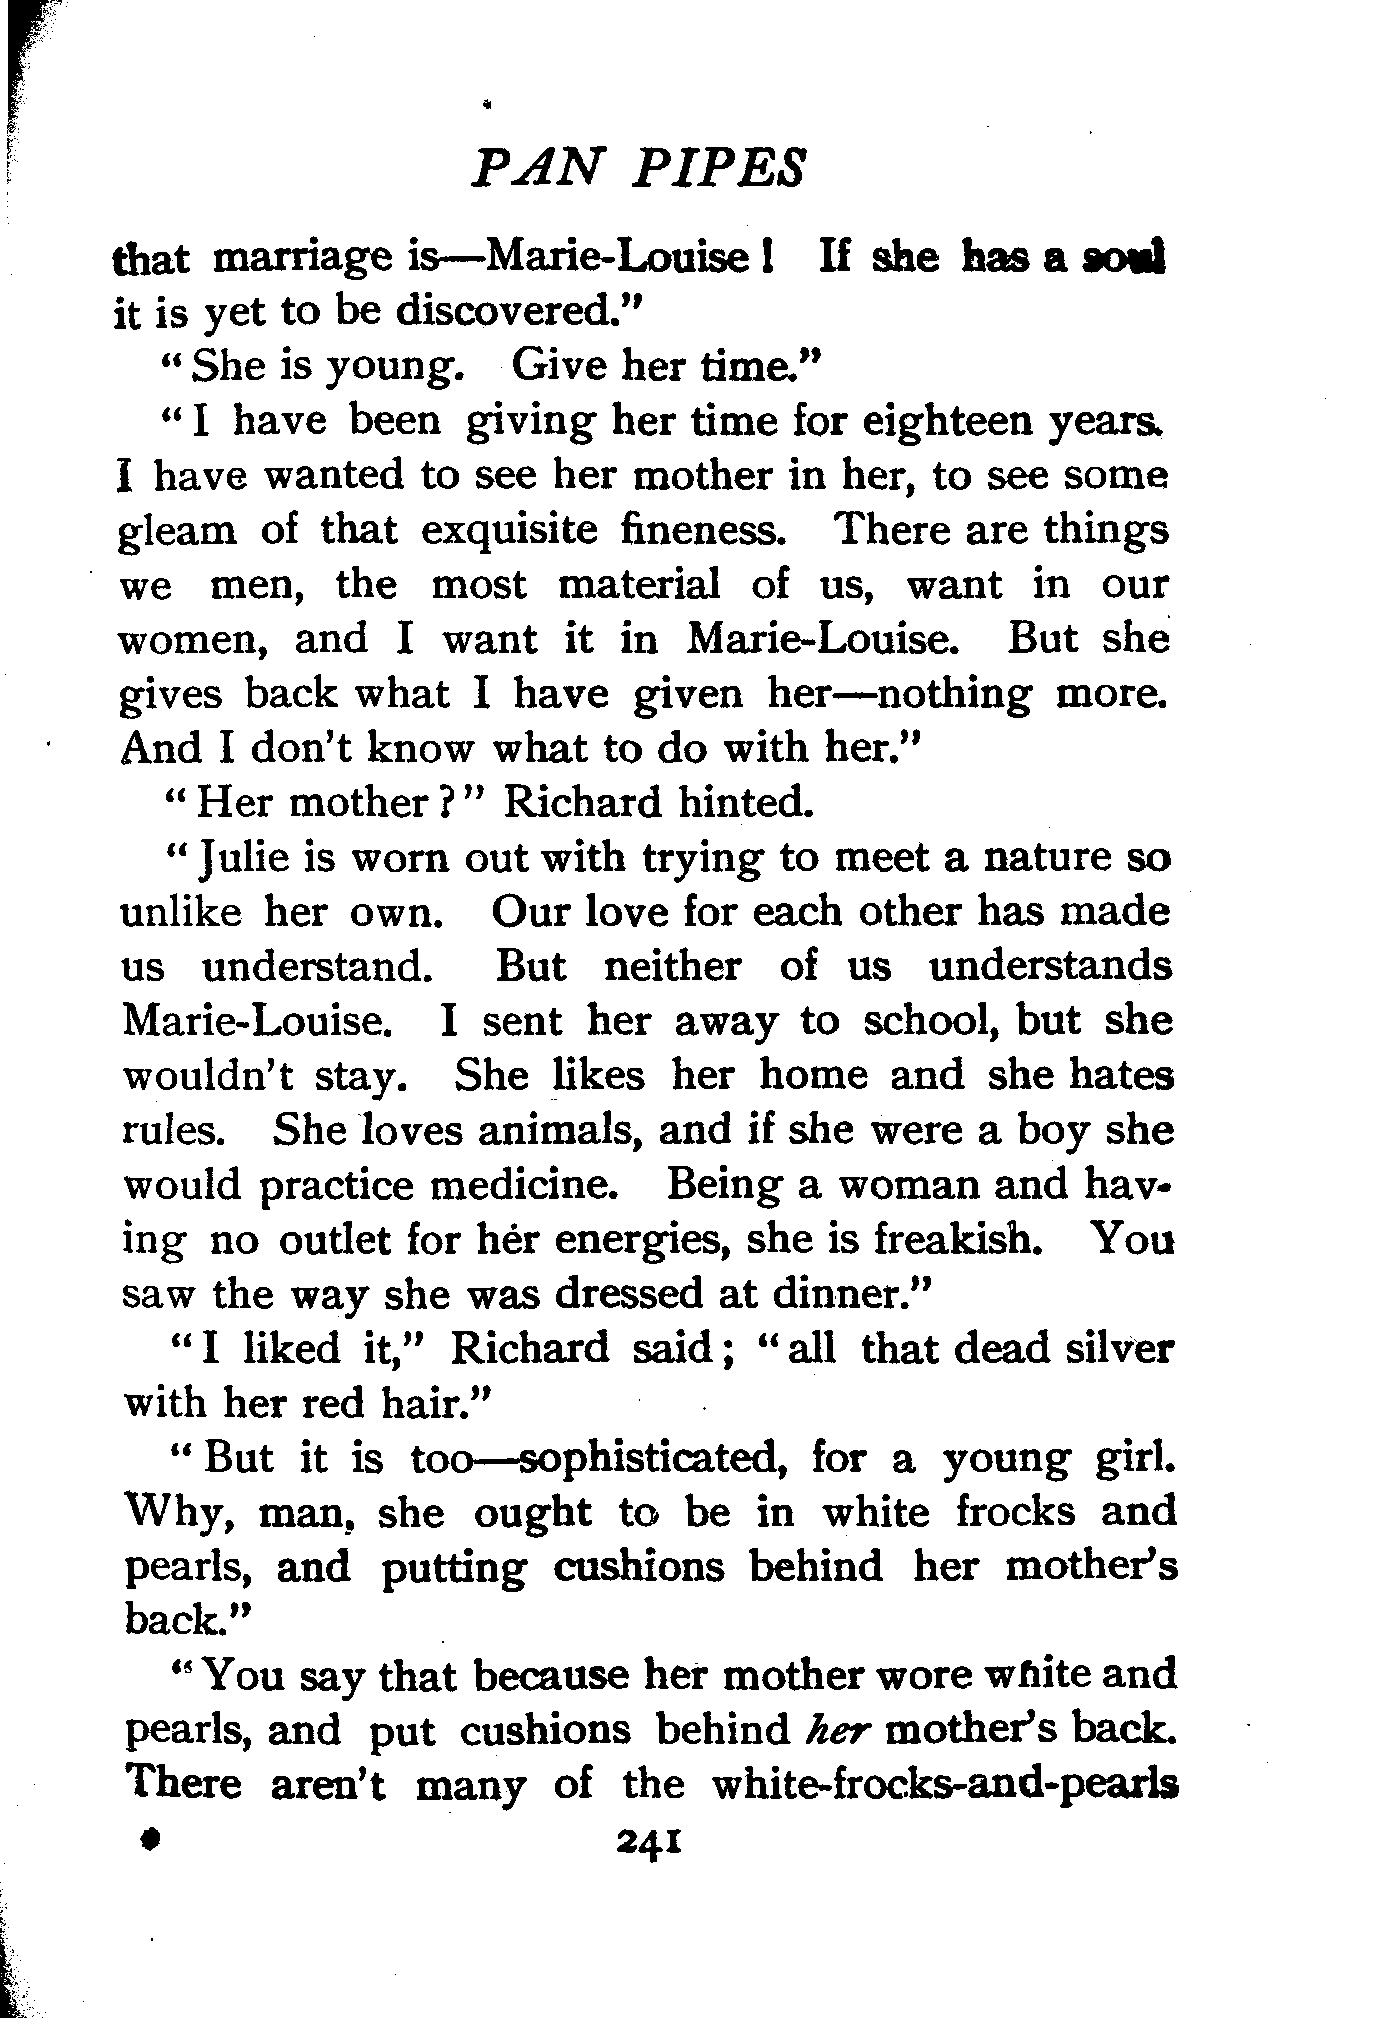 PAN PIPES
that marriage is—Marie-Louise! If she has a soul
it is yet to be discovered."
"She is young. Give her time."
"I have been giving her time for eighteen years.
I have wanted to see her mother in her, to see some
gleam of that exquisite fineness. There are things
we men, the most material of us, want in our
women, and I want it in Marie-Louise. But she
gives back what I have given her—nothing more.
And I don't know what to do with her."
"Her mother?" Richard hinted.
"Julie is worn out with trying to meet a nature so
unlike her own. Our love for each other has made
us understand. But neither of us understands
Marie-Louise. I sent her away to school, but she
wouldn't stay. She likes her home and she hates
rules. She loves animals, and if she were a boy she
would practice medicine. Being a woman and hav-
ing no outlet for her energies, she is freakish. You
saw the way she was dressed at dinner."
"I liked it," Richard said; "all that dead silver
with her red hair."
"But it is too—sophisticated, for a young girl.
Why, man, she ought to be in white frocks and
pearls, and putting cushions behind her mother's
back."
"You say that because her mother wore white and
pearls, and put cushions behind her mother's back.
There aren't many of the white-frocks-and-pearls
241